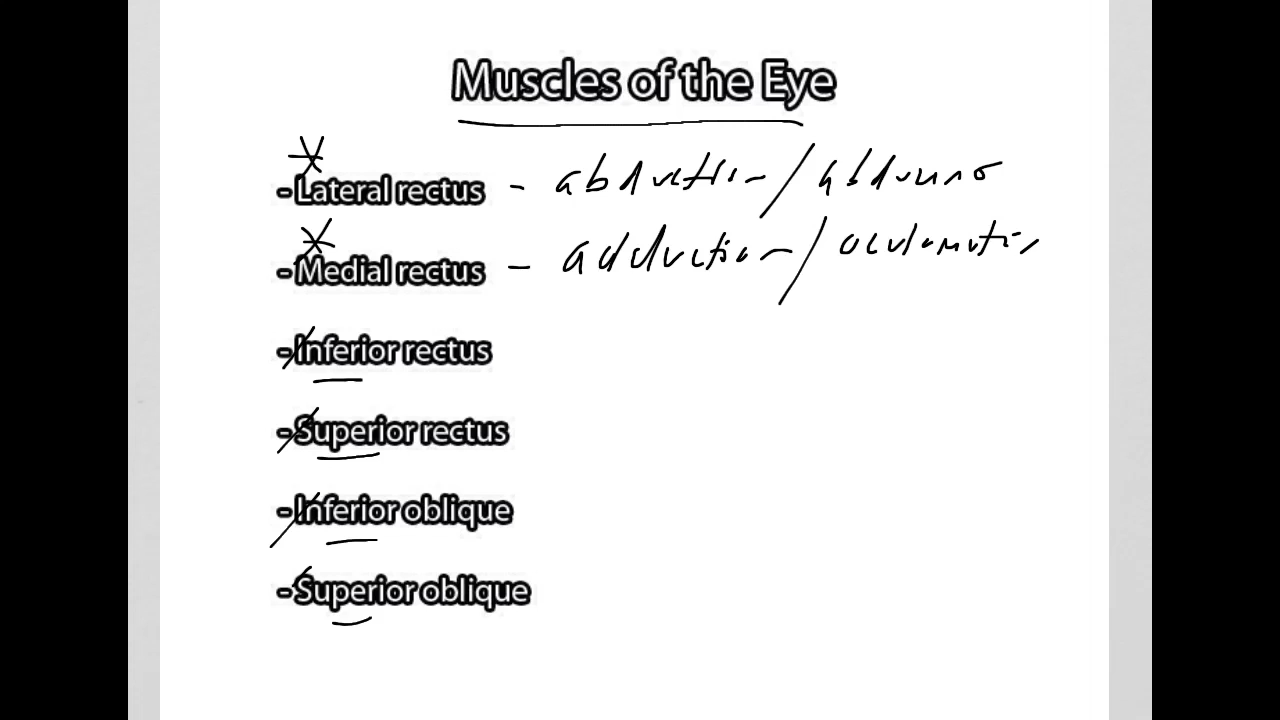 Muscles of the Eye
- Lateral rectus - abduction / abducens
- Medial rectus - adduction / oculomotor
- Inferior rectus
- Superior rectus
- Inferior oblique
- Superior oblique